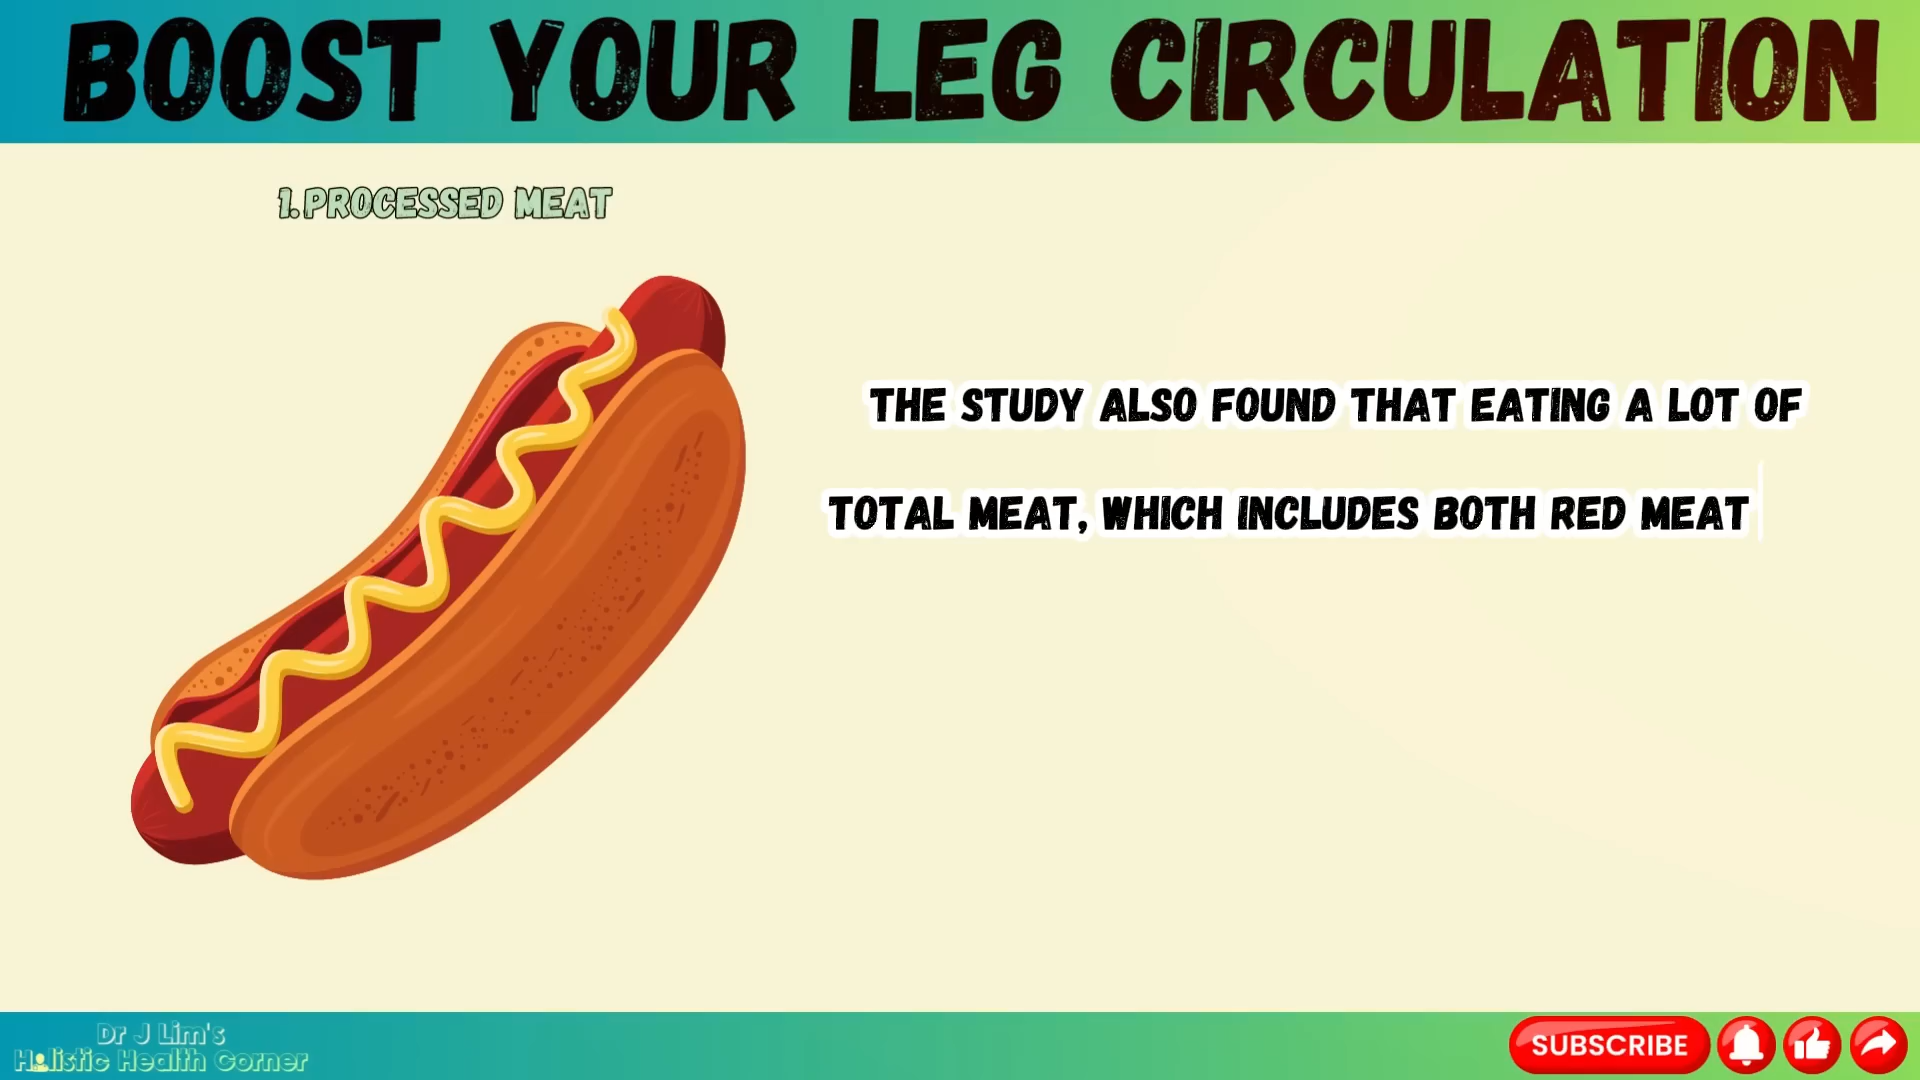 BOOST YOUR LEG CIRCULATION
1. PROCESSED MEAT
THE STUDY ALSO FOUND THAT EATING A LOT OF
TOTAL MEAT, WHICH INCLUDES BOTH RED MEAT
Dr J Lim's
Holistic Health Corner
SUBSCRIBE